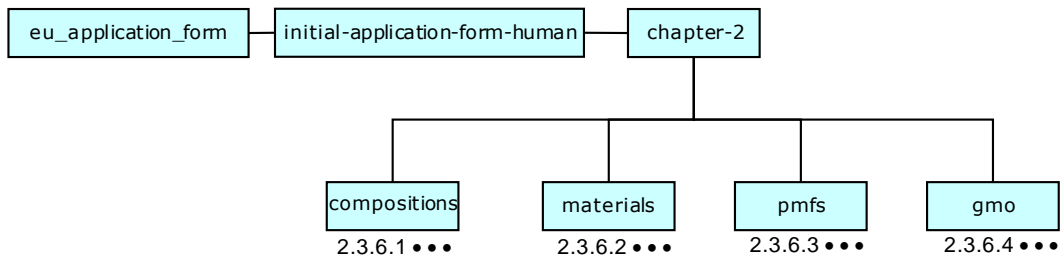 eu_application_form
initial-application-form-human
chapter-2
compositions
materials
pmfs
gmo
2.3.6.1 •••
2.3.6.2 •••
2.3.6.3 •••
2.3.6.4 •••